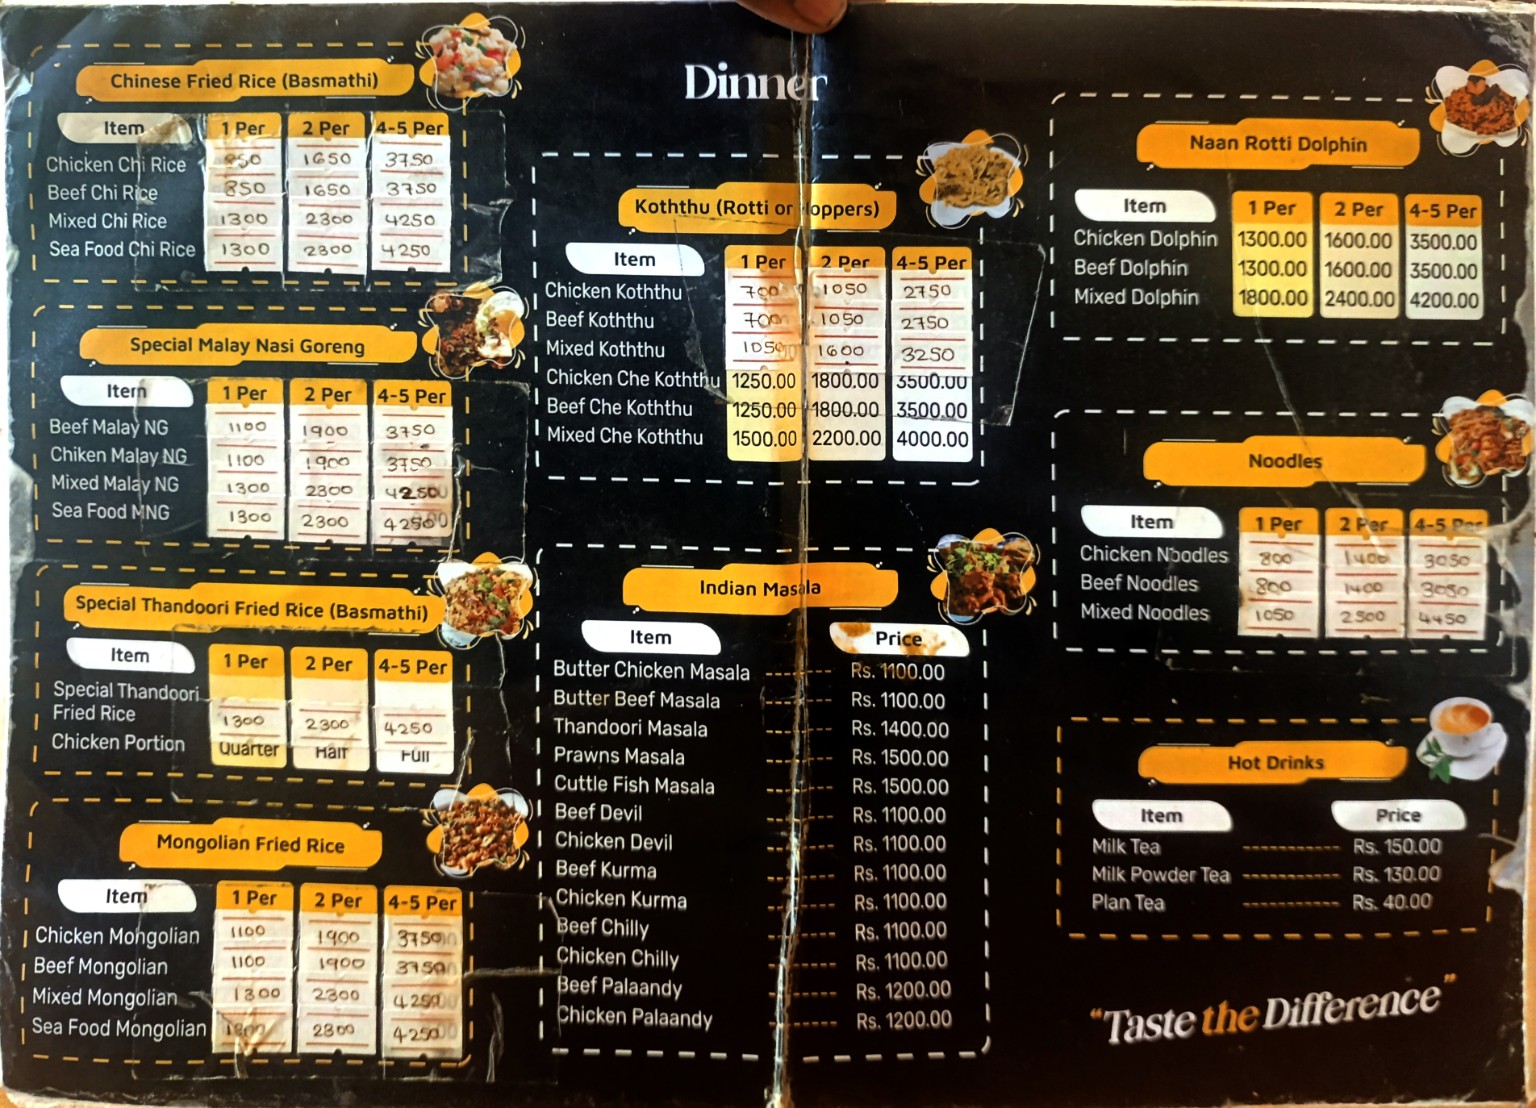 Dinner
Chinese Fried Rice (Basmathi)
Item 1 Per 2 Per 4-5 Per
Chicken Chi Rice 850 1650 3750
Beef Chi Rice 850 1650 3750
Mixed Chi Rice 1300 2300 4250
Sea Food Chi Rice 1300 2300 4250
Special Malay Nasi Goreng
Item 1 Per 2 Per 4-5 Per
Beef Malay NG 1100 1900 3750
Chiken Malay NG 1100 1900 3750
Mixed Malay NG 1300 2300 4250
Sea Food MNG 1300 2300 4250
Special Thandoori Fried Rice (Basmathi)
Item 1 Per 2 Per 4-5 Per
Special Thandoori
Fried Rice 1300 2300 4250
Chicken Portion Quarter Half Full
Mongolian Fried Rice
Item 1 Per 2 Per 4-5 Per
Chicken Mongolian 1100 1900 3750
Beef Mongolian 1100 1900 3750
Mixed Mongolian 1300 2300 4250
Sea Food Mongolian 2300 4250
Koththu (Rotti or Hoppers)
Item 1 Per 2 Per 4-5 Per
Chicken Koththu 700 1050 2750
Beef Koththu 700 1050 2750
Mixed Koththu 1050 1600 3250
Chicken Che Koththu 1250.00 1800.00 3500.00
Beef Che Koththu 1250.00 1800.00 3500.00
Mixed Che Koththu 1500.00 2200.00 4000.00
Indian Masala
Item Price
Butter Chicken Masala ------- Rs. 1100.00
Butter Beef Masala ------- Rs. 1100.00
Thandoori Masala ------- Rs. 1400.00
Prawns Masala ------- Rs. 1500.00
Cuttle Fish Masala ------- Rs. 1500.00
Beef Devil ------- Rs. 1100.00
Chicken Devil ------- Rs. 1100.00
Beef Kurma ------- Rs. 1100.00
Chicken Kurma ------- Rs. 1100.00
Beef Chilly ------- Rs. 1100.00
Chicken Chilly ------- Rs. 1100.00
Beef Palaandy ------- Rs. 1200.00
Chicken Palaandy ------- Rs. 1200.00
Naan Rotti Dolphin
Item 1 Per 2 Per 4-5 Per
Chicken Dolphin 1300.00 1600.00 3500.00
Beef Dolphin 1300.00 1600.00 3500.00
Mixed Dolphin 1800.00 2400.00 4200.00
Noodles
Item 1 Per 2 Per 4-5 Per
Chicken Noodles 800 1400 3050
Beef Noodles 800 1400 3050
Mixed Noodles 1050 2500 4450
Hot Drinks
Item Price
Milk Tea ---------- Rs. 150.00
Milk Powder Tea ---------- Rs. 130.00
Plan Tea ---------- Rs. 40.00
"Taste the Difference"